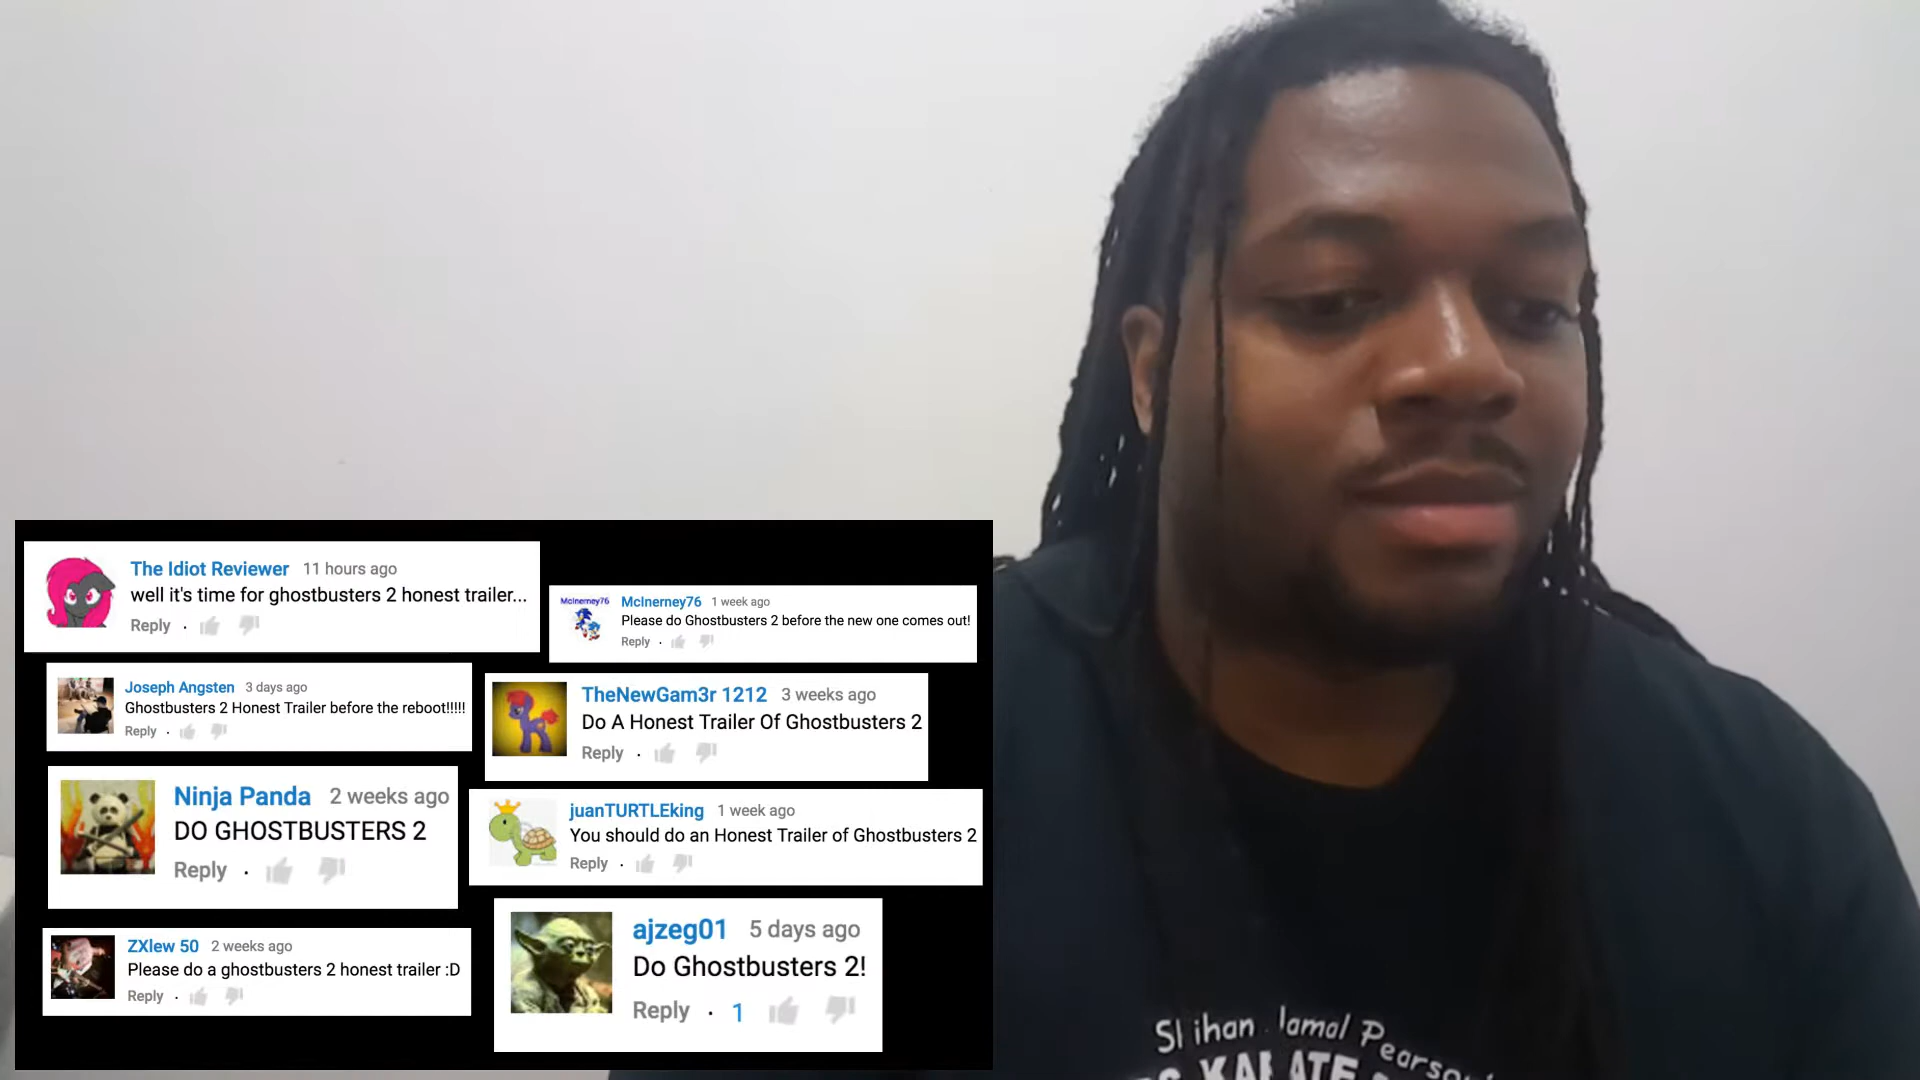 The Idiot Reviewer 11 hours ago
well it's time for ghostbusters 2 honest trailer...
Reply ·
McInerney76
McInerney76 1 week ago
Please do Ghostbusters 2 before the new one comes out!
Reply ·
Joseph Angsten 3 days ago
Ghostbusters 2 Honest Trailer before the reboot!!!!!
Reply ·
TheNewGam3r 1212 3 weeks ago
Do A Honest Trailer Of Ghostbusters 2
Reply ·
Ninja Panda 2 weeks ago
DO GHOSTBUSTERS 2
Reply ·
juanTURTLEking 1 week ago
You should do an Honest Trailer of Ghostbusters 2
Reply ·
ZXlew 50 2 weeks ago
Please do a ghostbusters 2 honest trailer :D
Reply ·
ajzeg01 5 days ago
Do Ghostbusters 2!
Reply · 1
Jamal Pearson
KARATE